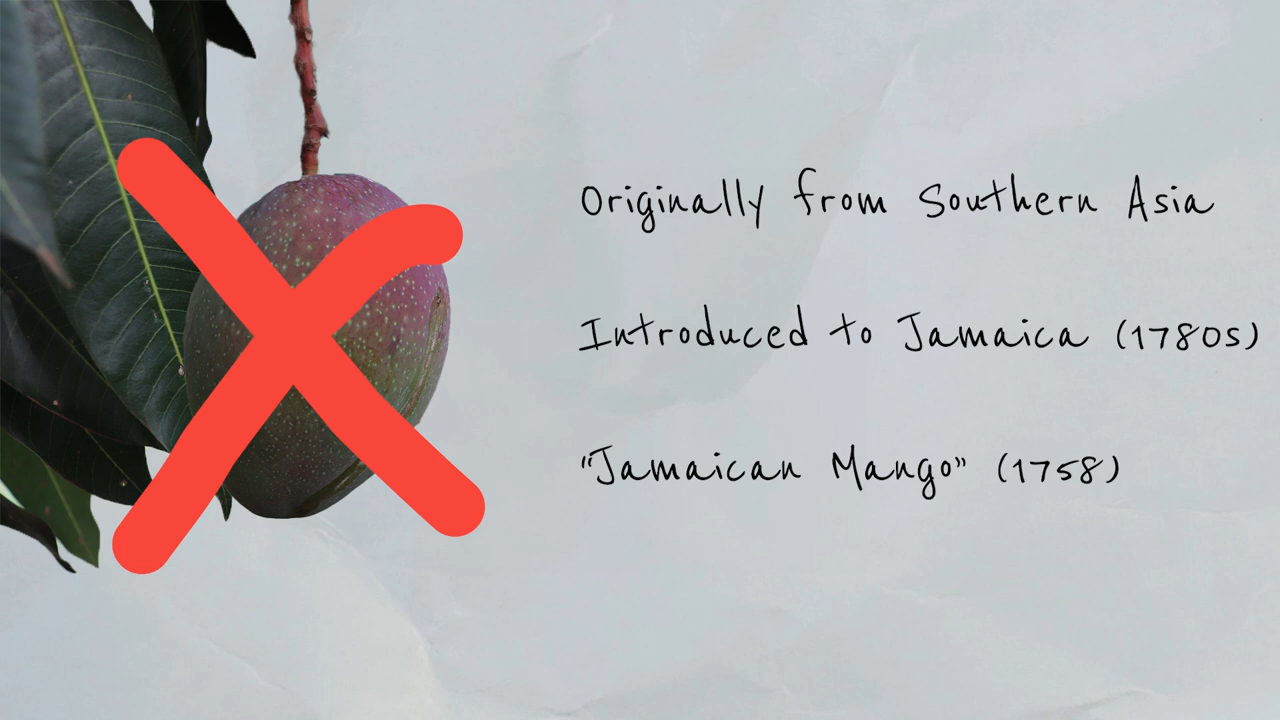 Originally from Southern Asia
Introduced to Jamaica (1780s)
"Jamaican Mango" (1758)